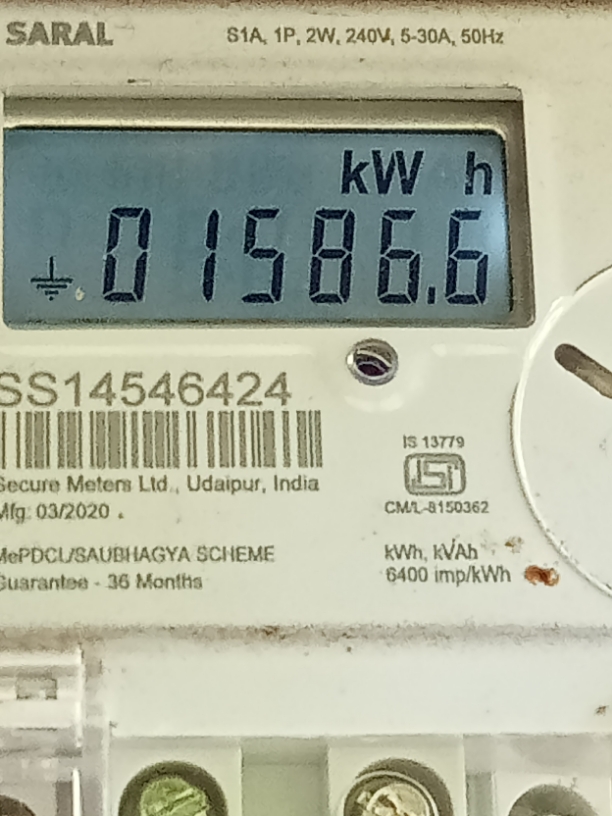 SARAL
S1A, 1P, 2W, 240V, 5-30A, 50Hz
kW h
01586.6
SS14546424
Secure Meters Ltd., Udaipur, India
Mfg: 03/2020 .
MePDCL/SAUBHAGYA SCHEME
Guarantee - 36 Months
IS 13779
ISI
CM/L-8150362
kWh, kVAh
6400 imp/kWh